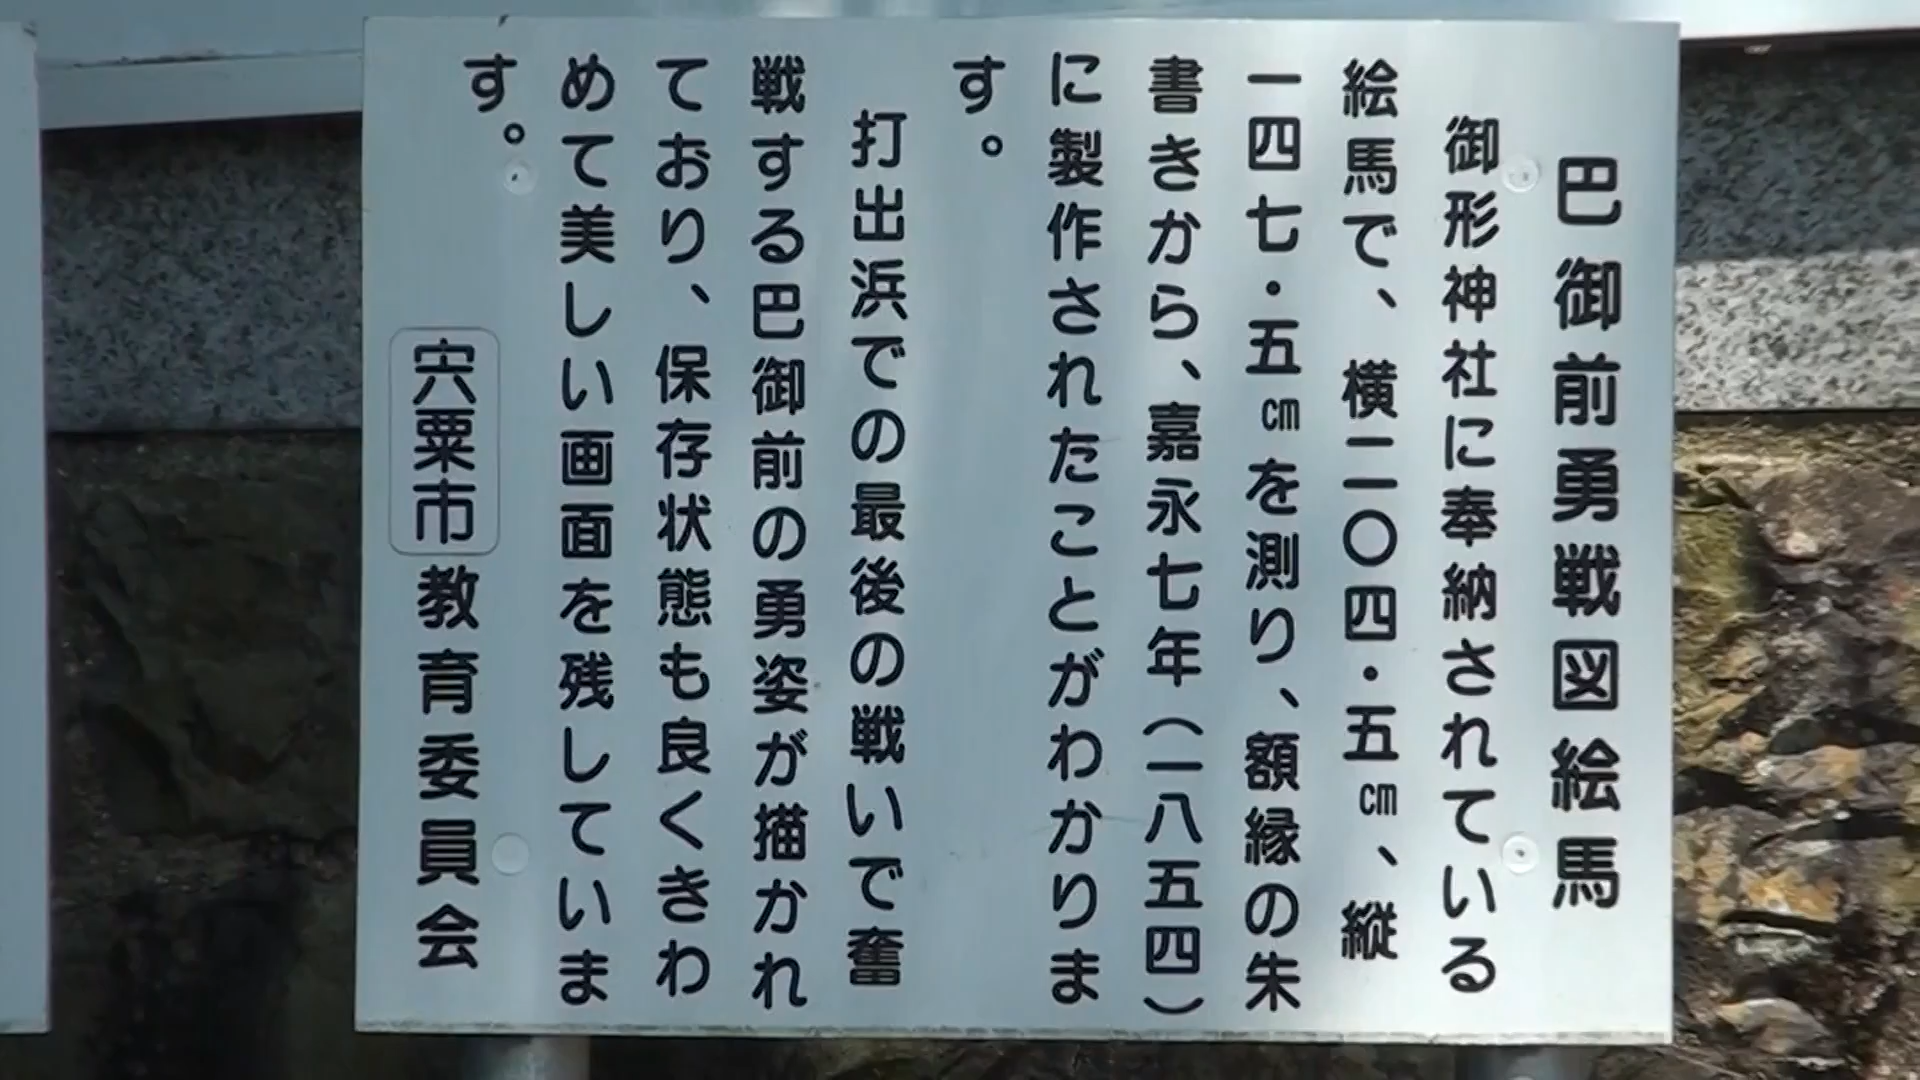 巴御前勇戦図絵馬
御形神社に奉納されている
絵馬で、横二〇四・五㎝、縦
一四七・五㎝を測り、額縁の朱
書きから、嘉永七年（一八五四）
に製作されたことがわかりま
す。
打出浜での最後の戦いで奮
戦する巴御前の勇姿が描かれ
ており、保存状態も良くきわ
めて美しい画面を残していま
す。
宍粟市教育委員会